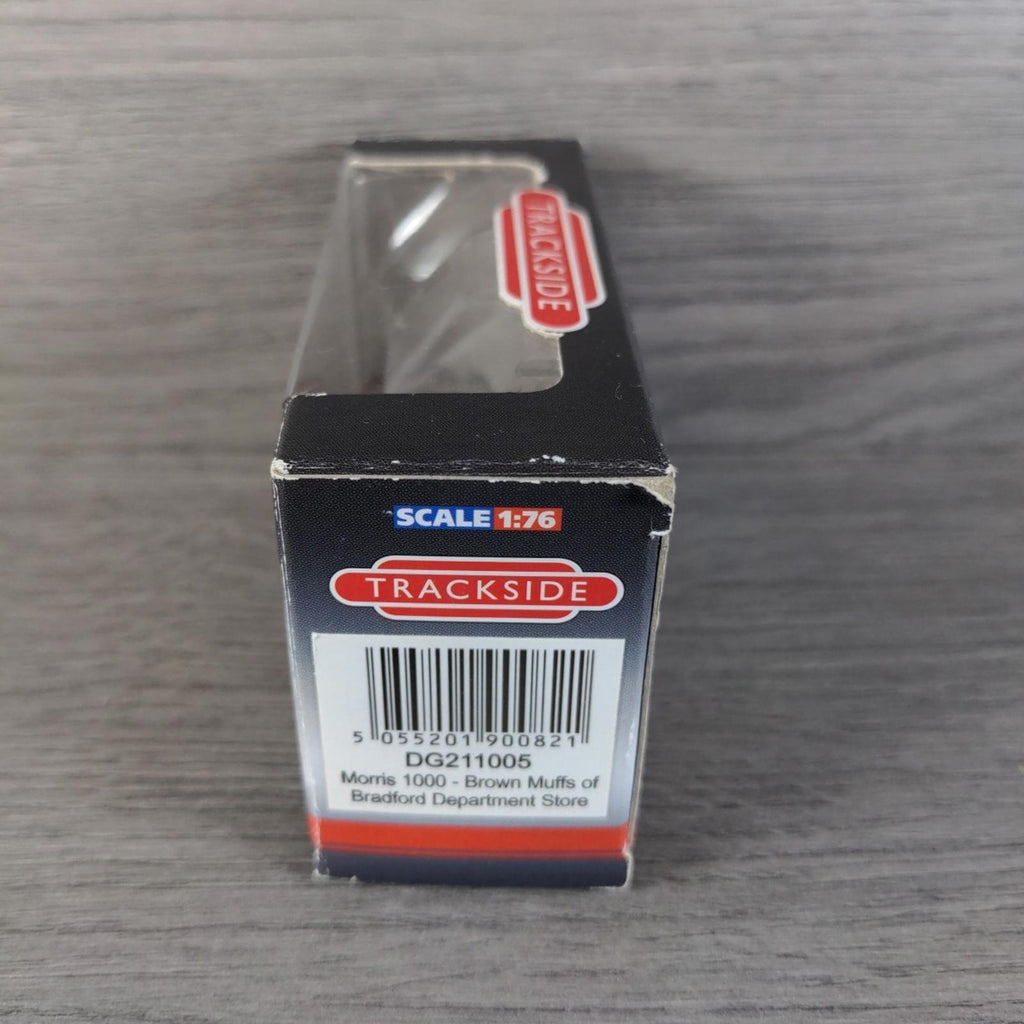 TRACKSIDE
SCALE 1:76
TRACKSIDE
5 055201 900821
DG211005
Morris 1000 - Brown Muffs of
Bradford Department Store